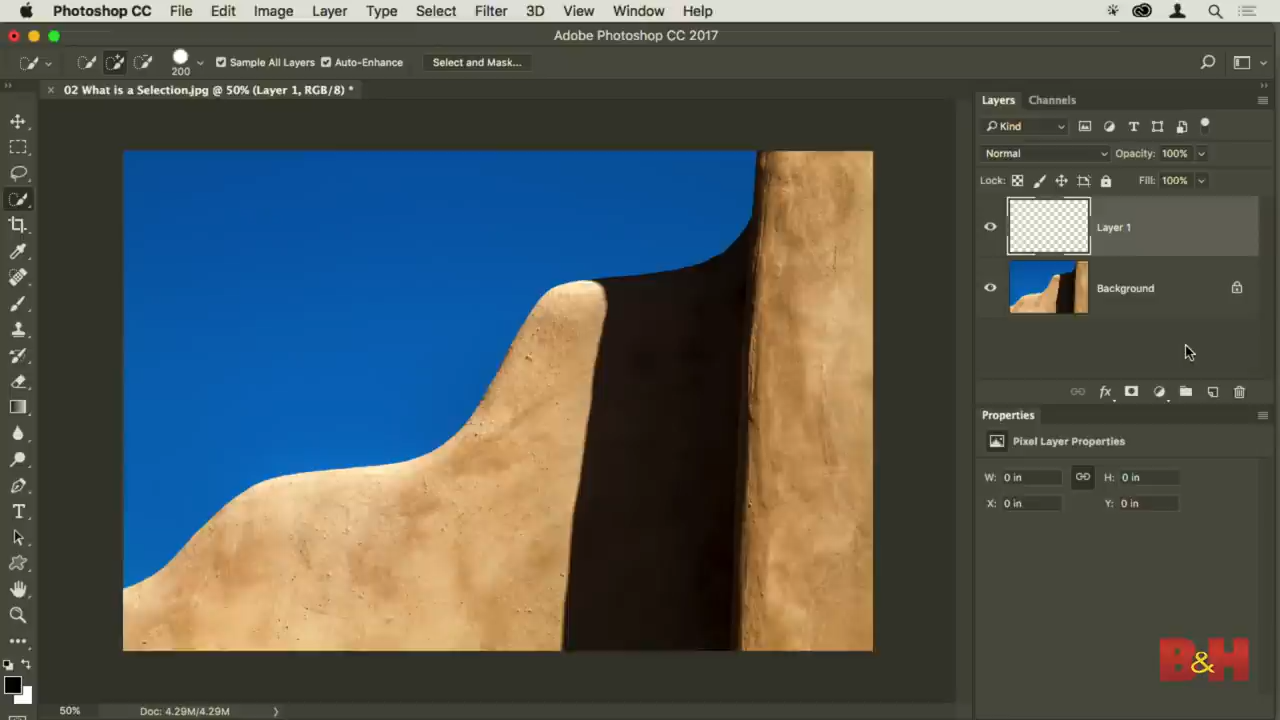 Photoshop CC File Edit Image Layer Type Select Filter 3D View Window Help
Adobe Photoshop CC 2017
200 Sample All Layers Auto-Enhance Select and Mask...
× 02 What is a Selection.jpg @ 50% (Layer 1, RGB/8) *
Layers Channels
Kind
Normal Opacity: 100%
Lock: Fill: 100%
Layer 1
Background
fx
Properties
Pixel Layer Properties
W: 0 in H: 0 in
X: 0 in Y: 0 in
B&H
50% Doc: 4.29M/4.29M